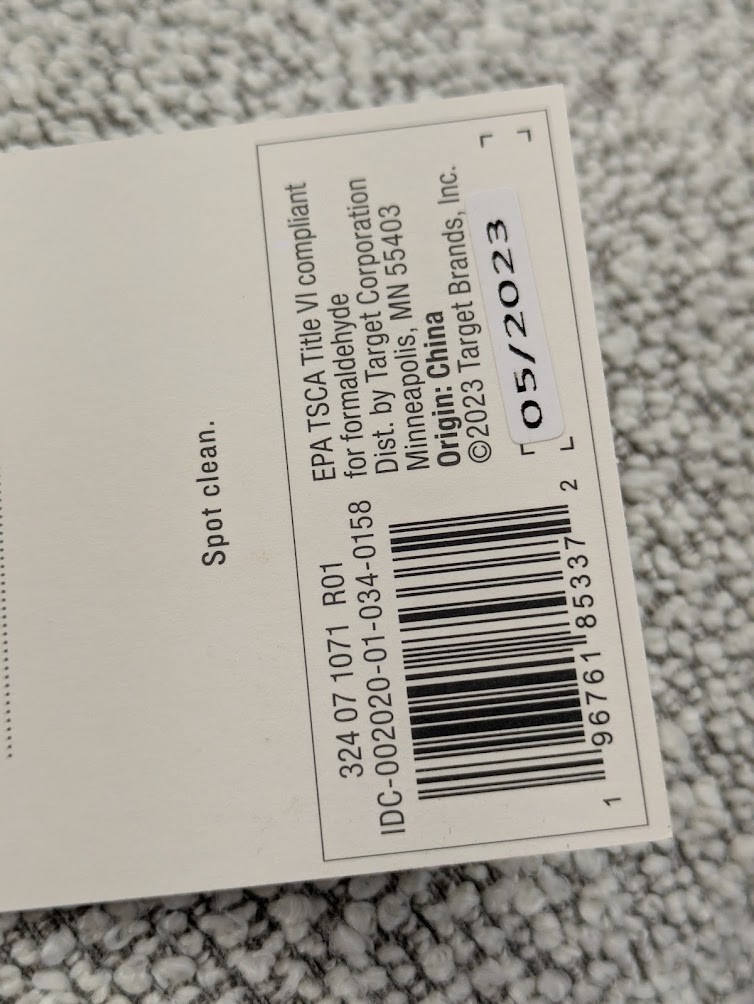 Spot clean.
324 07 1071 R01
IDC-002020-01-034-0158
1 96761 85337 2
EPA TSCA Title VI compliant
for formaldehyde
Dist. by Target Corporation
Minneapolis, MN 55403
Origin: China
©2023 Target Brands, Inc.
05/2023